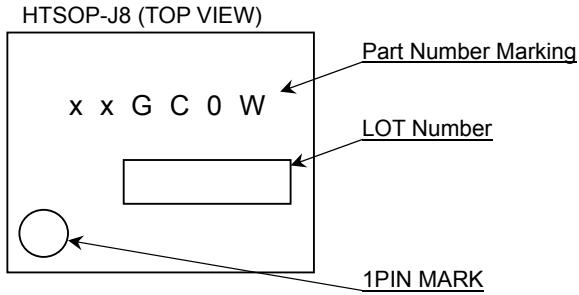 HTSOP-J8 (TOP VIEW)
Part Number Marking
x x G C 0 W
LOT Number
1PIN MARK